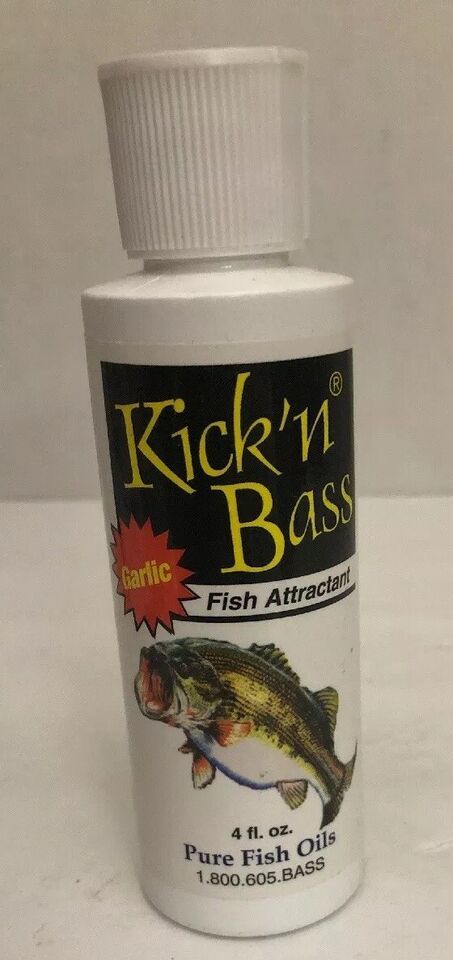 Kick'n®
Bass
Garlic
Fish Attractant
4 fl. oz.
Pure Fish Oils
1.800.605.BASS